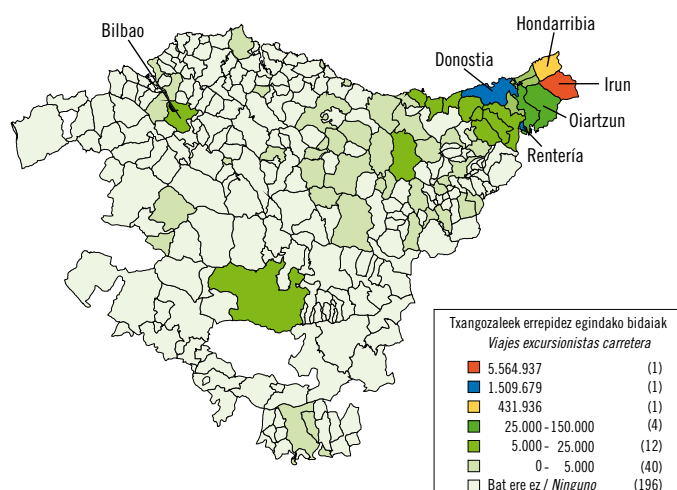 Hondarribia
Bilbao
Donostia
Irun
Oiartzun
Rentería
Txangozaleek errepidez egindako bidaiak
Viajes excursionistas carretera
5.564.937 (1)
1.509.679 (1)
431.936 (1)
25.000 - 150.000 (4)
5.000 - 25.000 (12)
0 - 5.000 (40)
Bat ere ez / Ninguno (196)